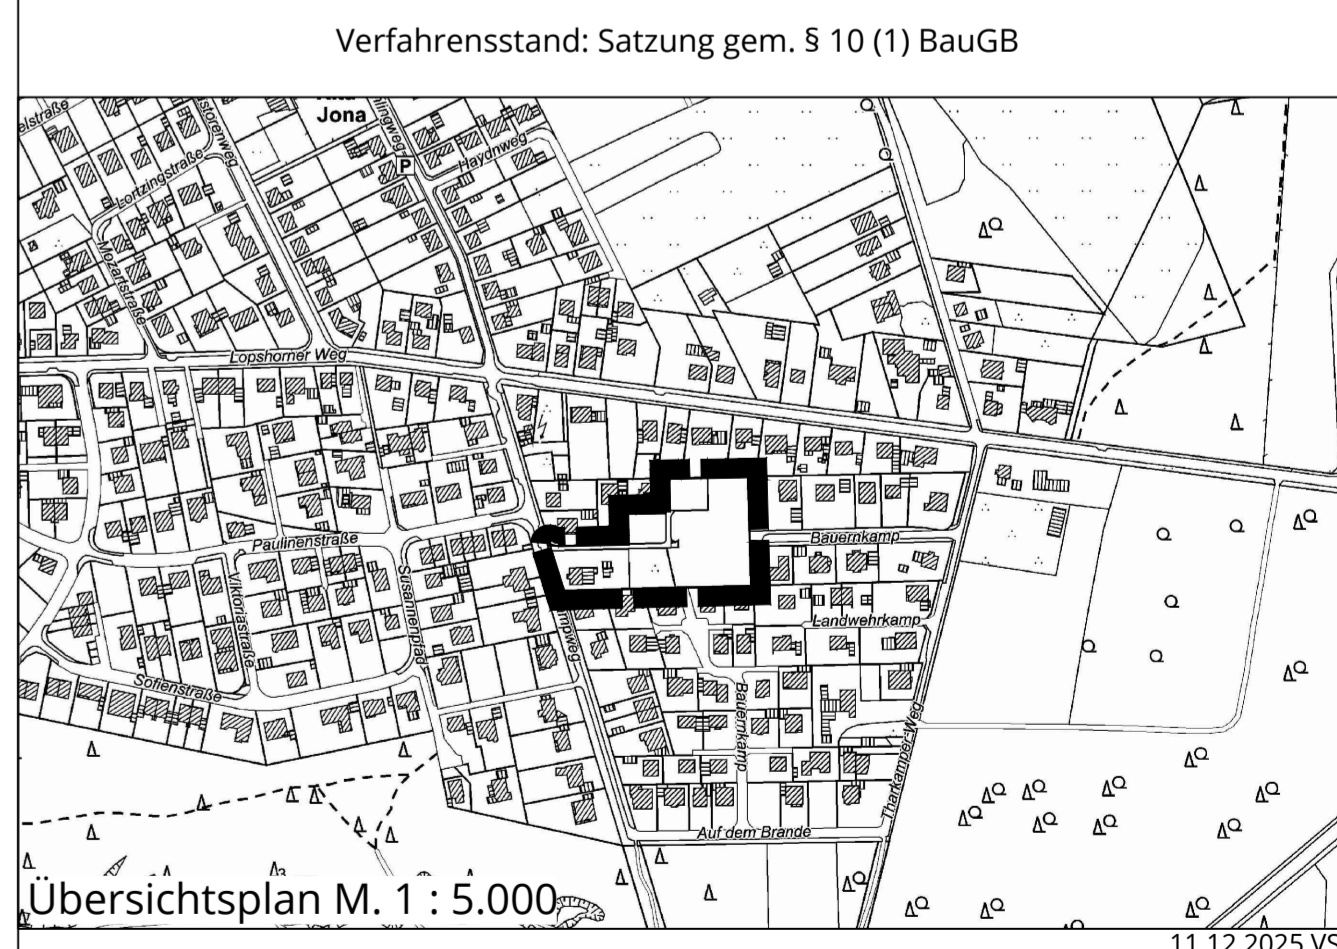 Verfahrensstand: Satzung gem. § 10 (1) BauGB
Jona
P
Haydnweg
Lortzingstraße
Mozartstraße
Lopshorner Weg
Paulinenstraße
Viktoriastraße
Susannenpfad
Sofienstraße
Bauernkamp
Landwehrkamp
Bauernkamp
Tharkamper-Weg
Auf dem Brande
Übersichtsplan M. 1 : 5.000
11.12.2025 VS